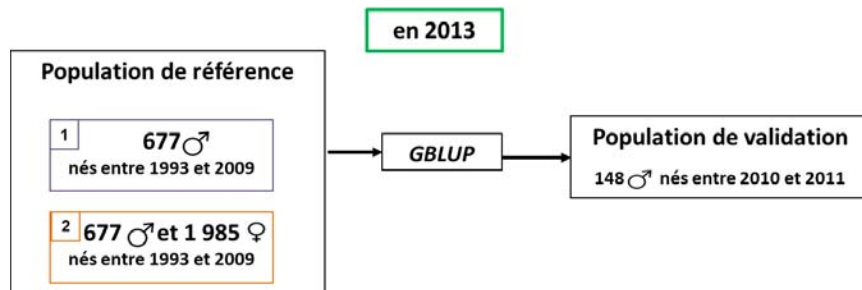 en 2013
Population de référence
1
677 ♂
nés entre 1993 et 2009
2
677 ♂ et 1 985 ♀
nés entre 1993 et 2009
GBLUP
Population de validation
148 ♂ nés entre 2010 et 2011